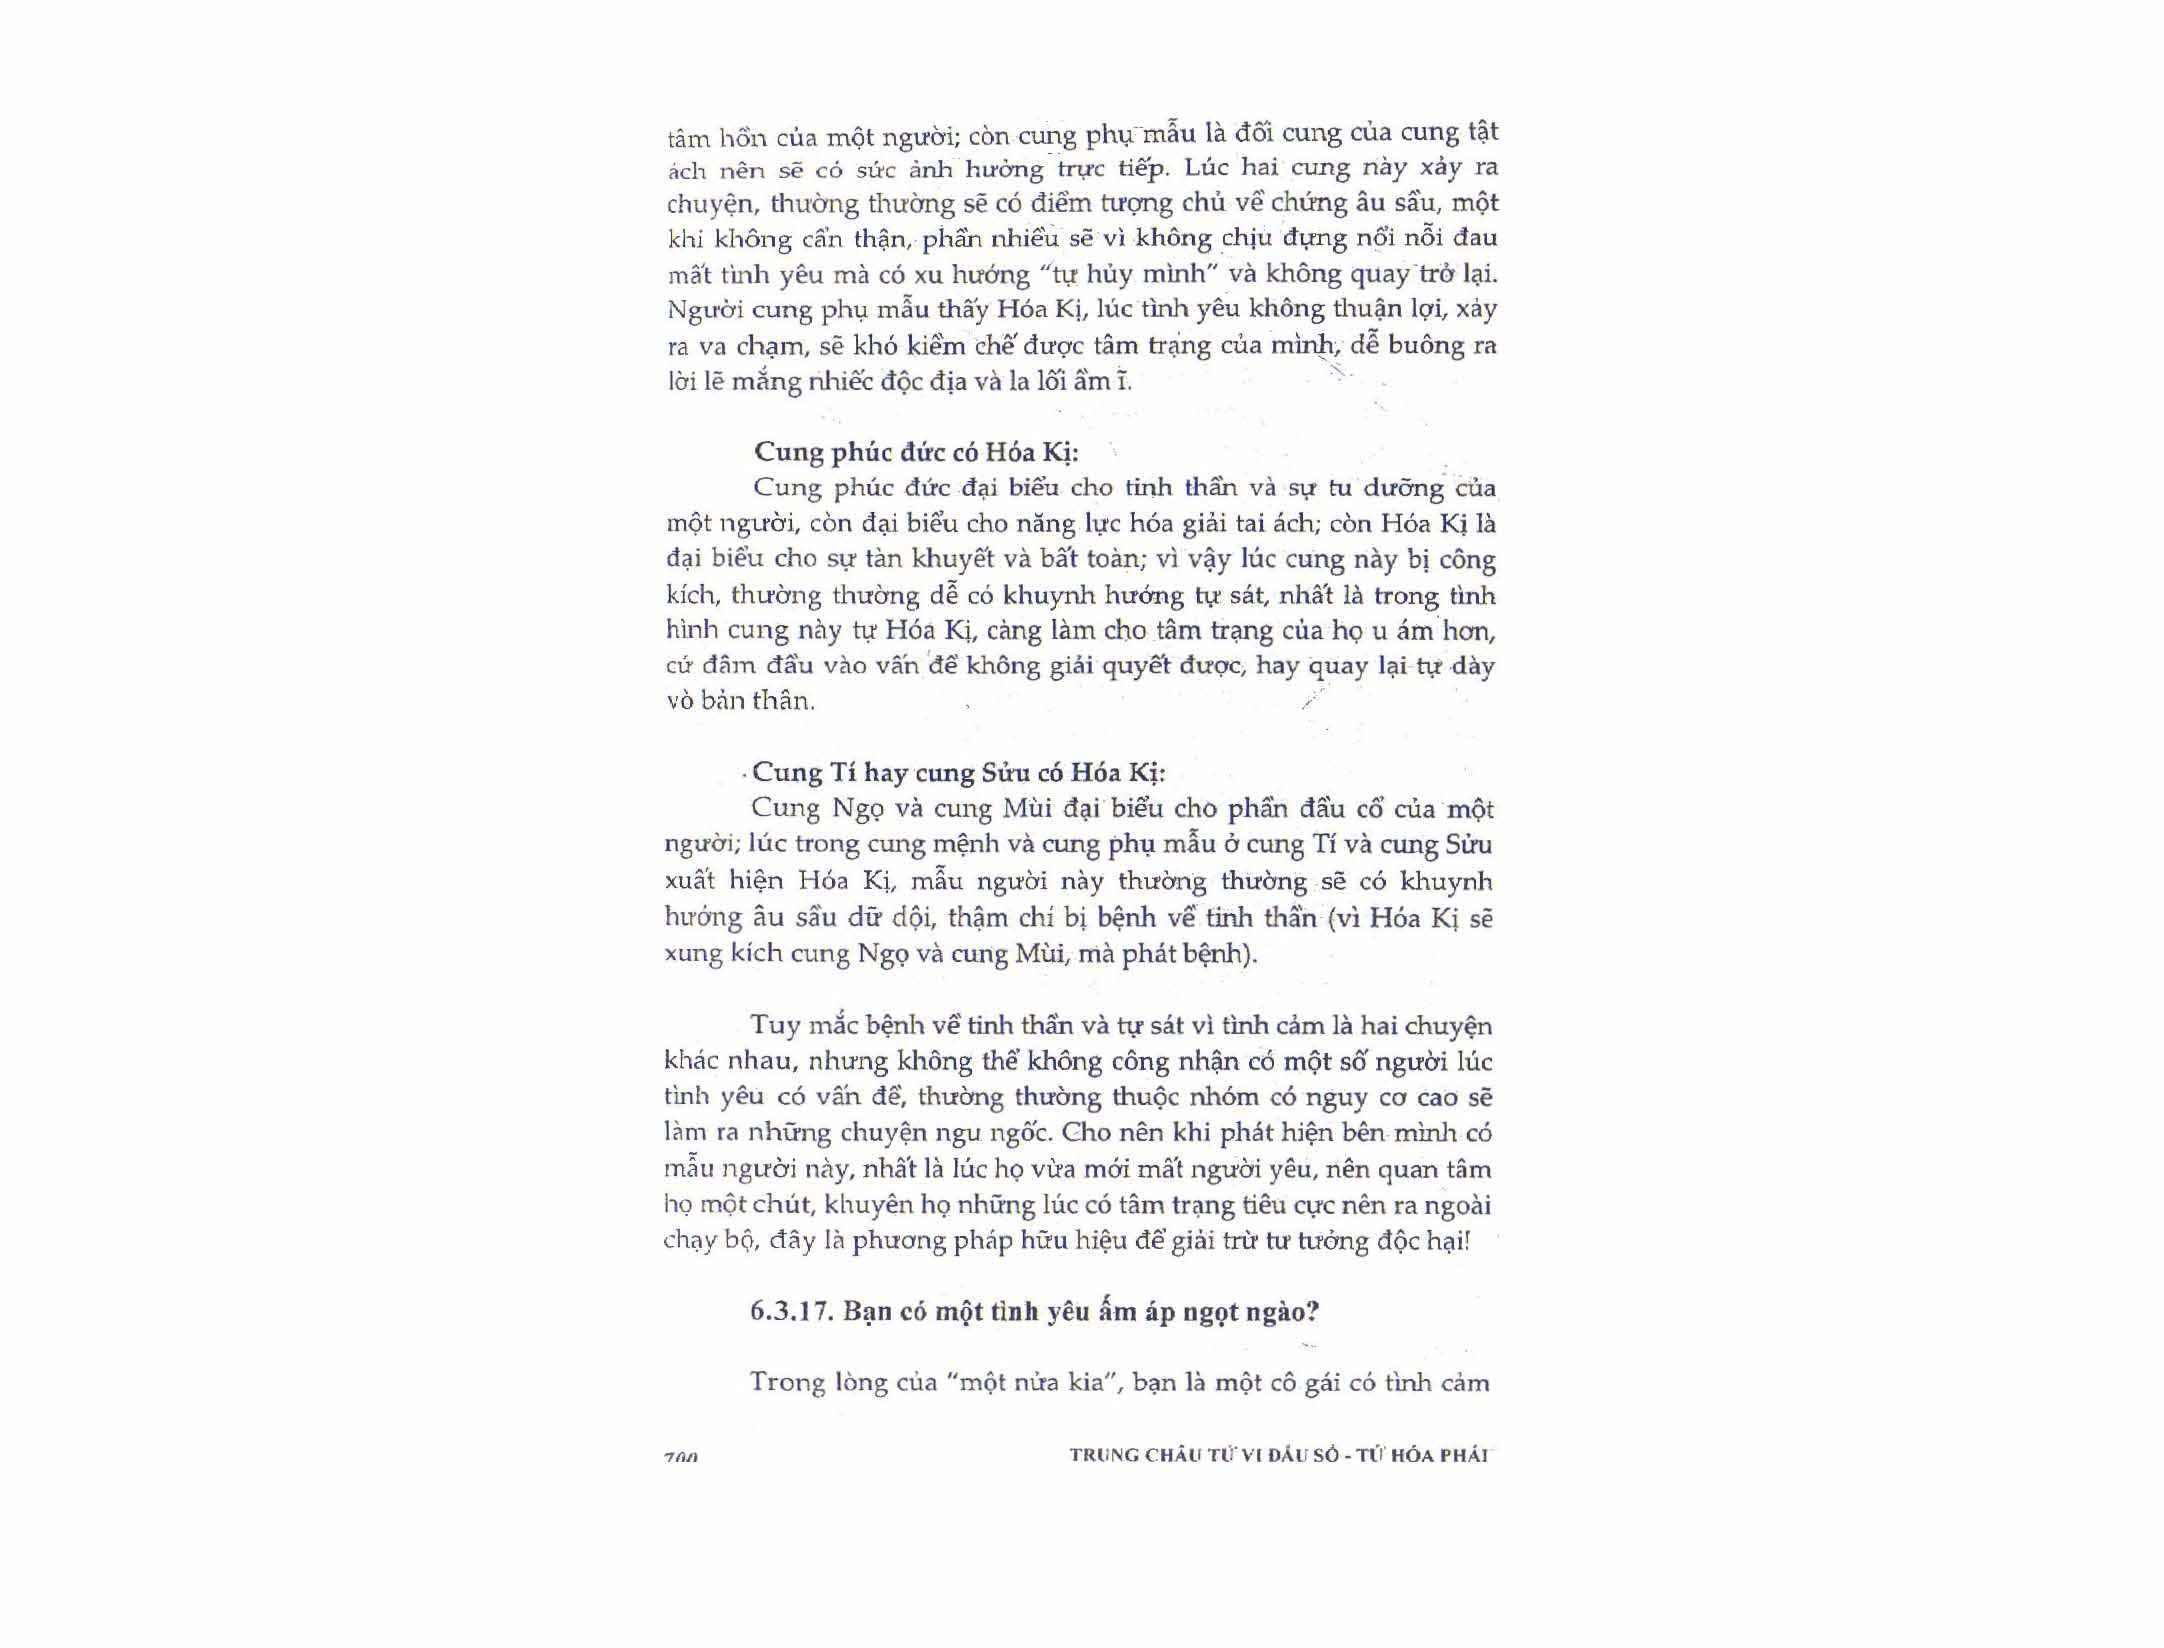 tâm hồn của một người; còn cung phụ mẫu là đối cung của cung tật
ách nên sẽ có sức ảnh hưởng trực tiếp. Lúc hai cung này xảy ra
chuyện, thường thường sẽ có điềm tượng chủ về chứng âu sầu, một
khi không cẩn thận, phần nhiều sẽ vì không chịu đựng nổi nỗi đau
mất tình yêu mà có xu hướng "tự hủy mình" và không quay trở lại.
Người cung phụ mẫu thấy Hóa Kị, lúc tình yêu không thuận lợi, xảy
ra va chạm, sẽ khó kiềm chế được tâm trạng của mình, dễ buông ra
lời lẽ mắng nhiếc độc địa và la lối ầm ĩ.
Cung phúc đức có Hóa Kị:
Cung phúc đức đại biểu cho tinh thần và sự tu dưỡng của
một người, còn đại biểu cho năng lực hóa giải tai ách; còn Hóa Kị là
đại biểu cho sự tàn khuyết và bất toàn; vì vậy lúc cung này bị công
kích, thường thường dễ có khuynh hướng tự sát, nhất là trong tình
hình cung này tự Hóa Kị, càng làm cho tâm trạng của họ u ám hơn,
cứ đâm đầu vào vấn đề không giải quyết được, hay quay lại tự dày
vò bản thân.
Cung Tí hay cung Sửu có Hóa Kị:
Cung Ngọ và cung Mùi đại biểu cho phần đầu cổ của một
người; lúc trong cung mệnh và cung phụ mẫu ở cung Tí và cung Sửu
xuất hiện Hóa Kị, mẫu người này thường thường sẽ có khuynh
hướng âu sầu dữ dội, thậm chí bị bệnh về tinh thần (vì Hóa Kị sẽ
xung kích cung Ngọ và cung Mùi, mà phát bệnh).
Tuy mắc bệnh về tinh thần và tự sát vì tình cảm là hai chuyện
khác nhau, nhưng không thể không công nhận có một số người lúc
tình yêu có vấn đề, thường thường thuộc nhóm có nguy cơ cao sẽ
làm ra những chuyện ngu ngốc. Cho nên khi phát hiện bên mình có
mẫu người này, nhất là lúc họ vừa mới mất người yêu, nên quan tâm
họ một chút, khuyên họ những lúc có tâm trạng tiêu cực nên ra ngoài
chạy bộ, đây là phương pháp hữu hiệu để giải trừ tư tưởng độc hại!
6.3.17. Bạn có một tình yêu ấm áp ngọt ngào?
Trong lòng của "một nửa kia", bạn là một cô gái có tình cảm
TRUNG CHÂU TỬ VI ĐẨU SỐ - TỨ HÓA PHÁI